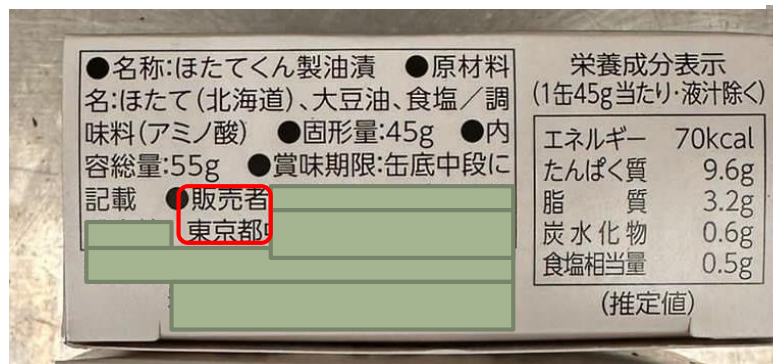 ●名称:ほたてくん製油漬 ●原材料
名:ほたて(北海道)、大豆油、食塩/調
味料(アミノ酸) ●固形量:45g ●内
容総量:55g ●賞味期限:缶底中段に
記載 ●販売者
東京都
栄養成分表示
(1缶45g当たり・液汁除く)
エネルギー 70kcal
たんぱく質 9.6g
脂質 3.2g
炭水化物 0.6g
食塩相当量 0.5g
(推定値)